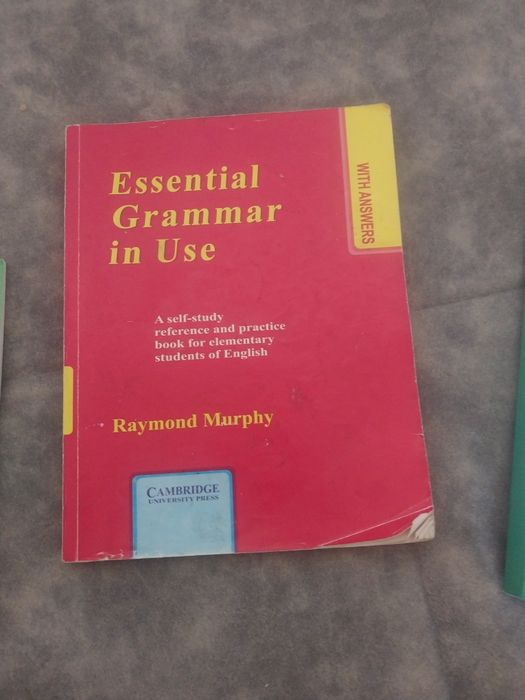 Essential
Grammar
in Use
WITH ANSWERS
A self-study
reference and practice
book for elementary
students of English
Raymond Murphy
CAMBRIDGE
UNIVERSITY PRESS